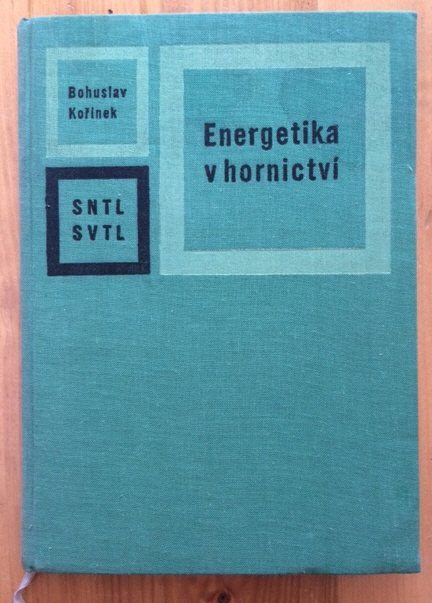 Bohuslav
Kořínek
Energetika
v hornictví
SNTL
SVTL